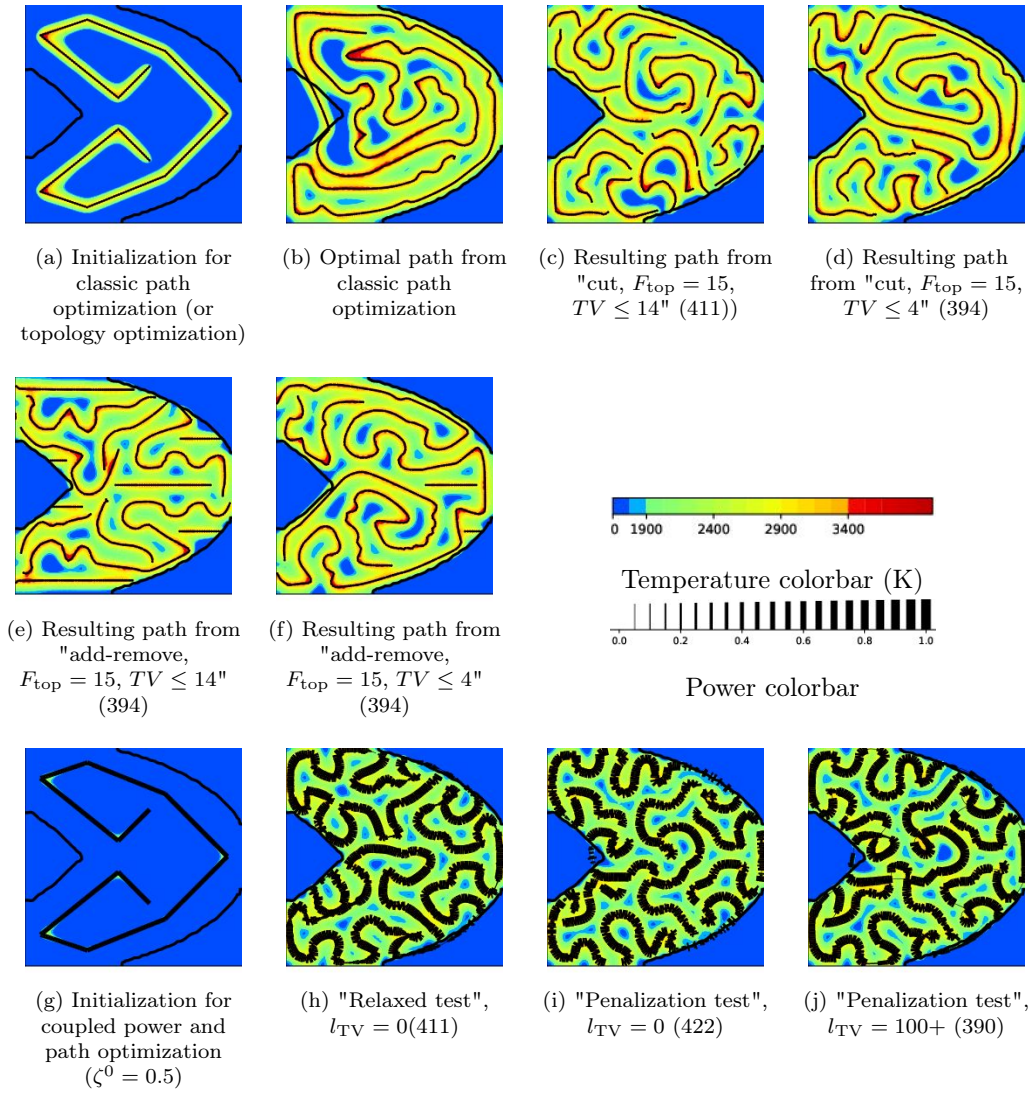 (a) Initialization for
classic path
optimization (or
topology optimization)
(b) Optimal path from
classic path
optimization
(c) Resulting path from
"cut, F_top = 15,
TV ≤ 14" (411))
(d) Resulting path
from "cut, F_top = 15,
TV ≤ 4" (394)
(e) Resulting path from
"add-remove,
F_top = 15, TV ≤ 14"
(394)
(f) Resulting path from
"add-remove,
F_top = 15, TV ≤ 4"
(394)
0 1900 2400 2900 3400
Temperature colorbar (K)
0.0 0.2 0.4 0.6 0.8 1.0
Power colorbar
(g) Initialization for
coupled power and
path optimization
(ζ^0 = 0.5)
(h) "Relaxed test",
l_TV = 0(411)
(i) "Penalization test",
l_TV = 0 (422)
(j) "Penalization test",
l_TV = 100+ (390)